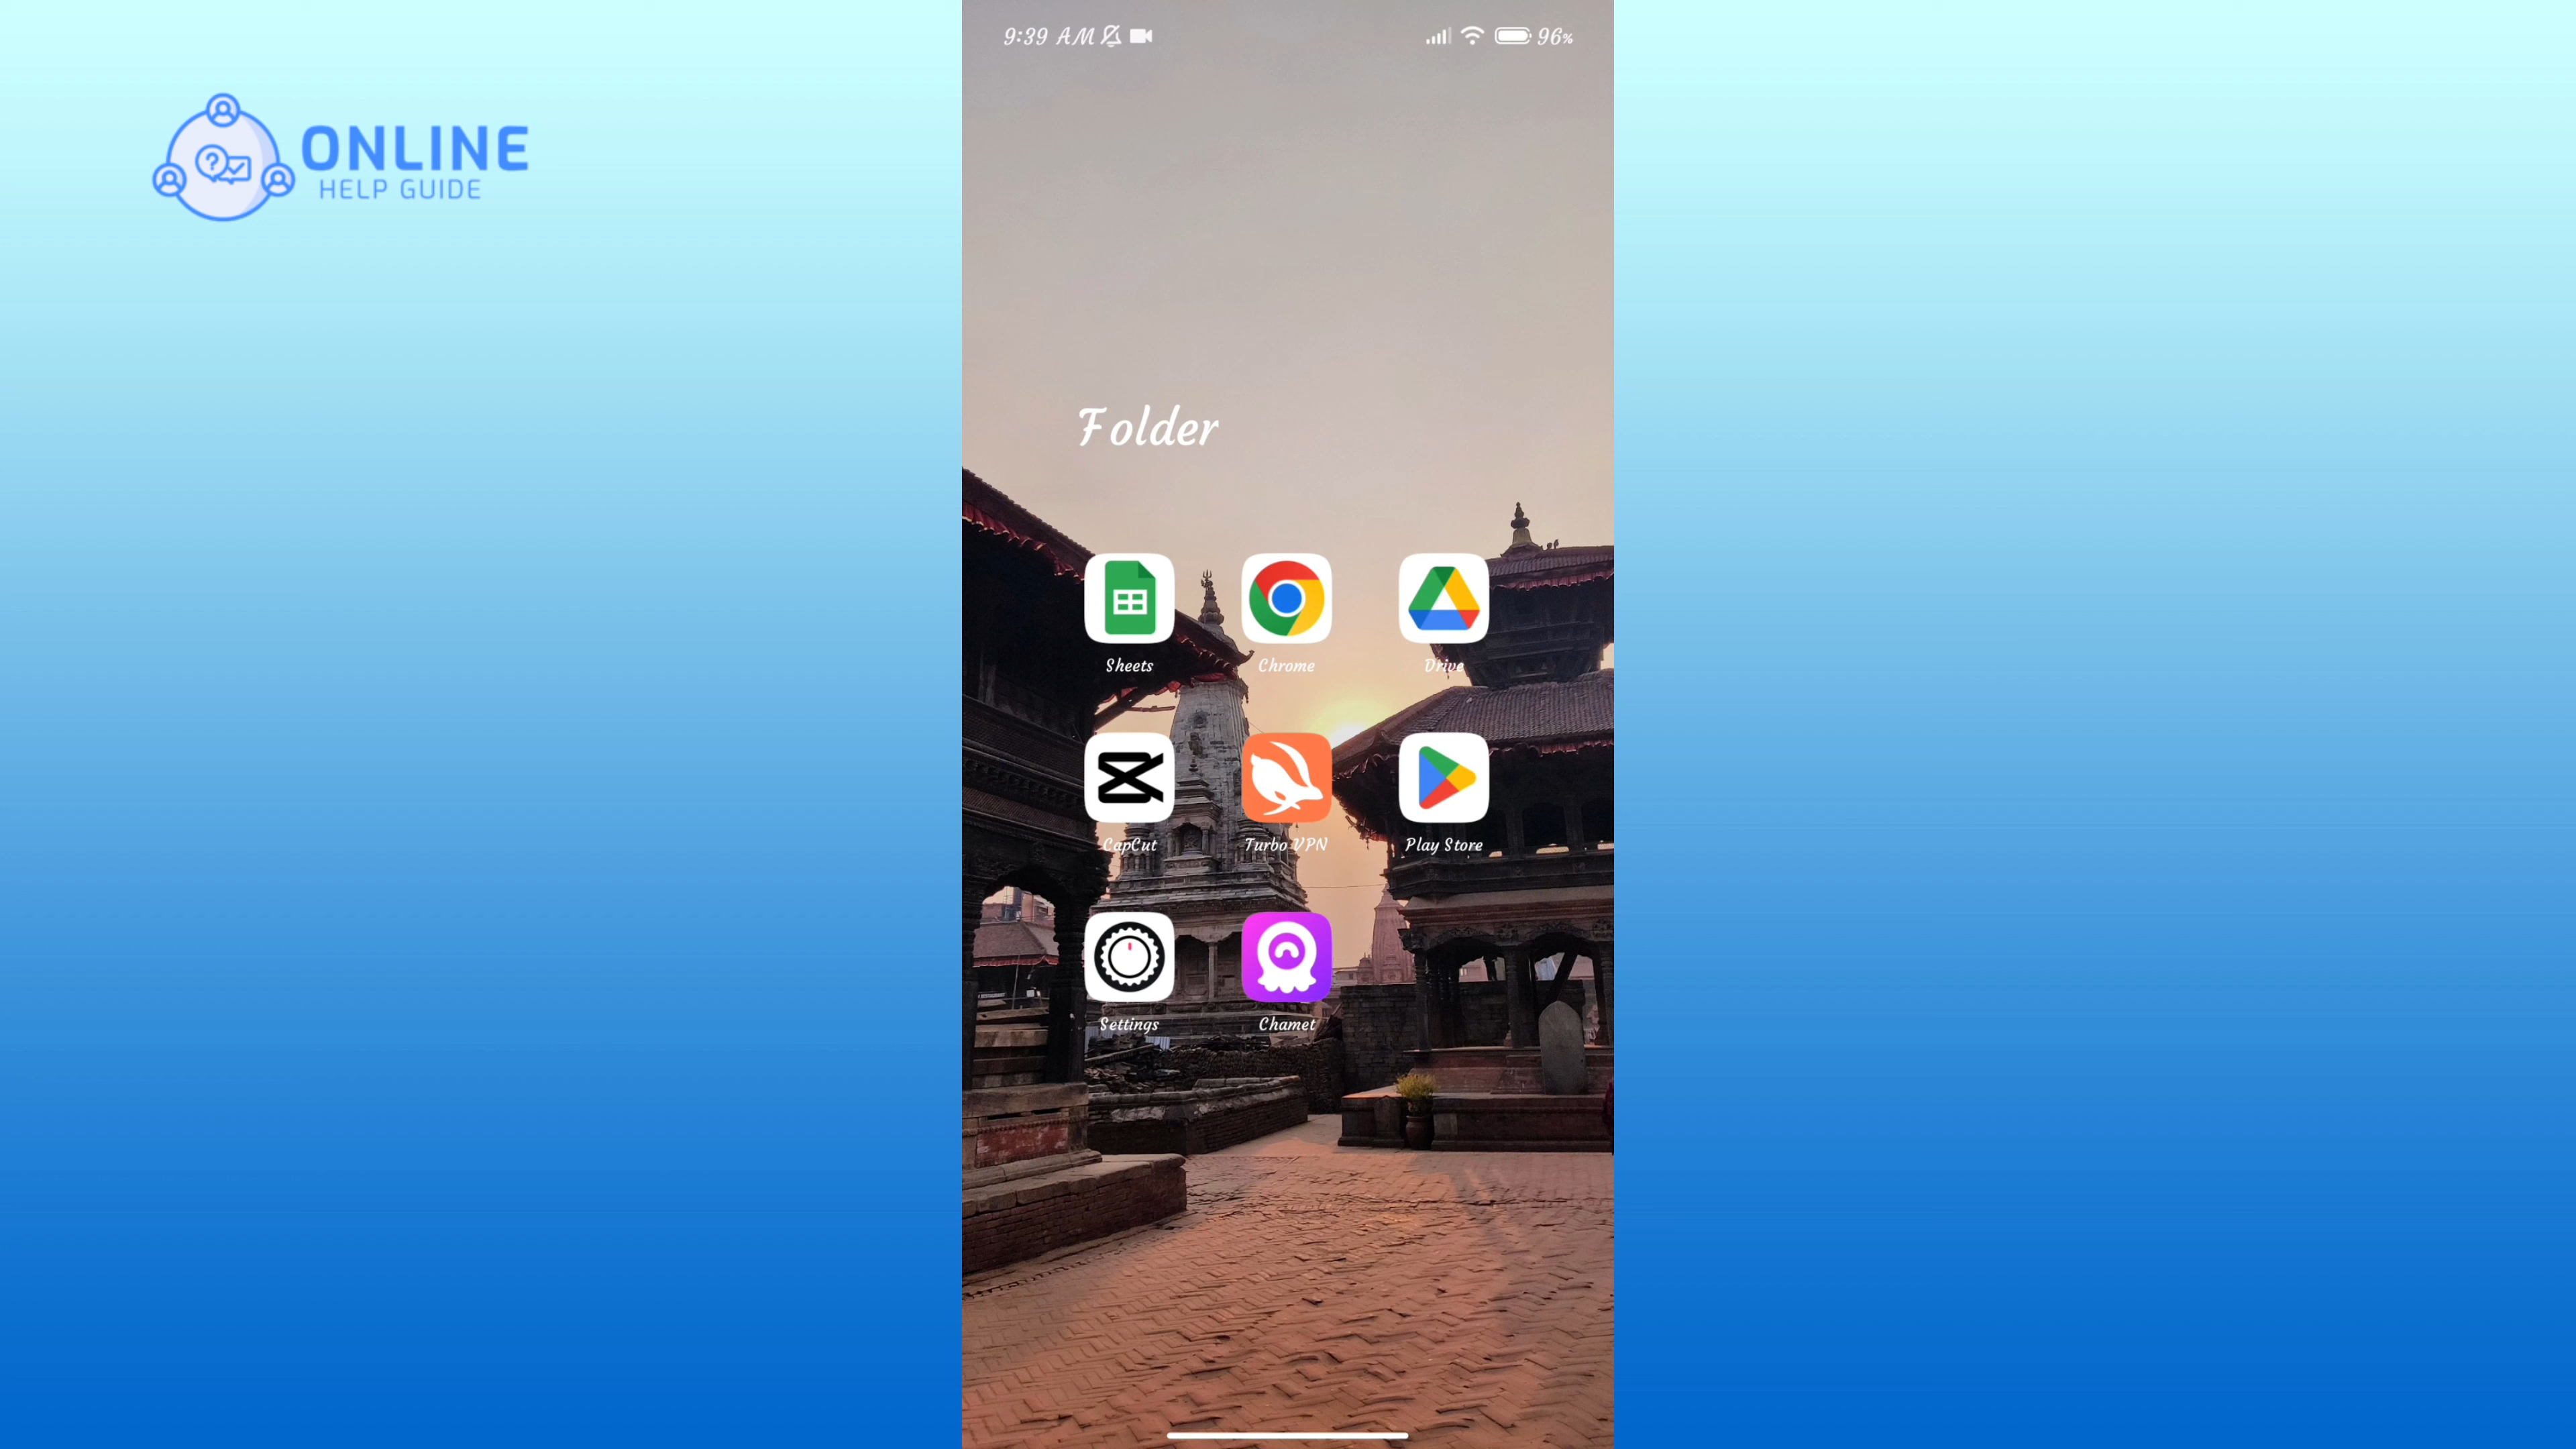 9:39 AM
96%
ONLINE
HELP GUIDE
Folder
Sheets
Chrome
Drive
CapCut
Turbo VPN
Play Store
Settings
Chamet